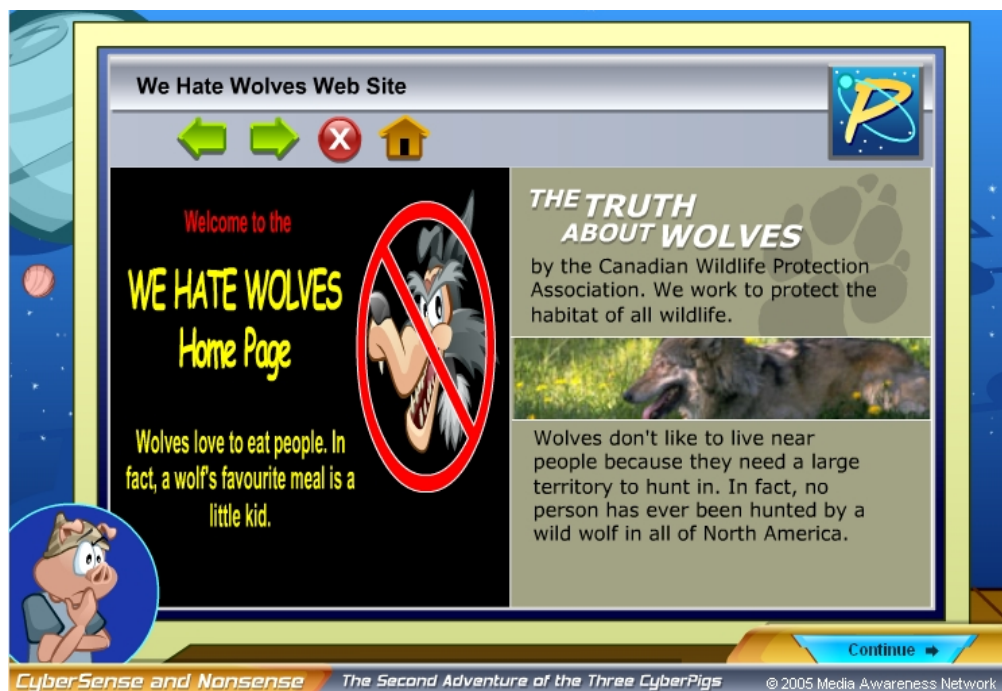 We Hate Wolves Web Site
P
X
Welcome to the
WE HATE WOLVES
Home Page
Wolves love to eat people. In
fact, a wolf's favourite meal is a
little kid.
THE TRUTH
ABOUT WOLVES
by the Canadian Wildlife Protection
Association. We work to protect the
habitat of all wildlife.
Wolves don't like to live near
people because they need a large
territory to hunt in. In fact, no
person has ever been hunted by a
wild wolf in all of North America.
Continue
CyberSense and Nonsense
The Second Adventure of the Three CyberPigs
© 2005 Media Awareness Network